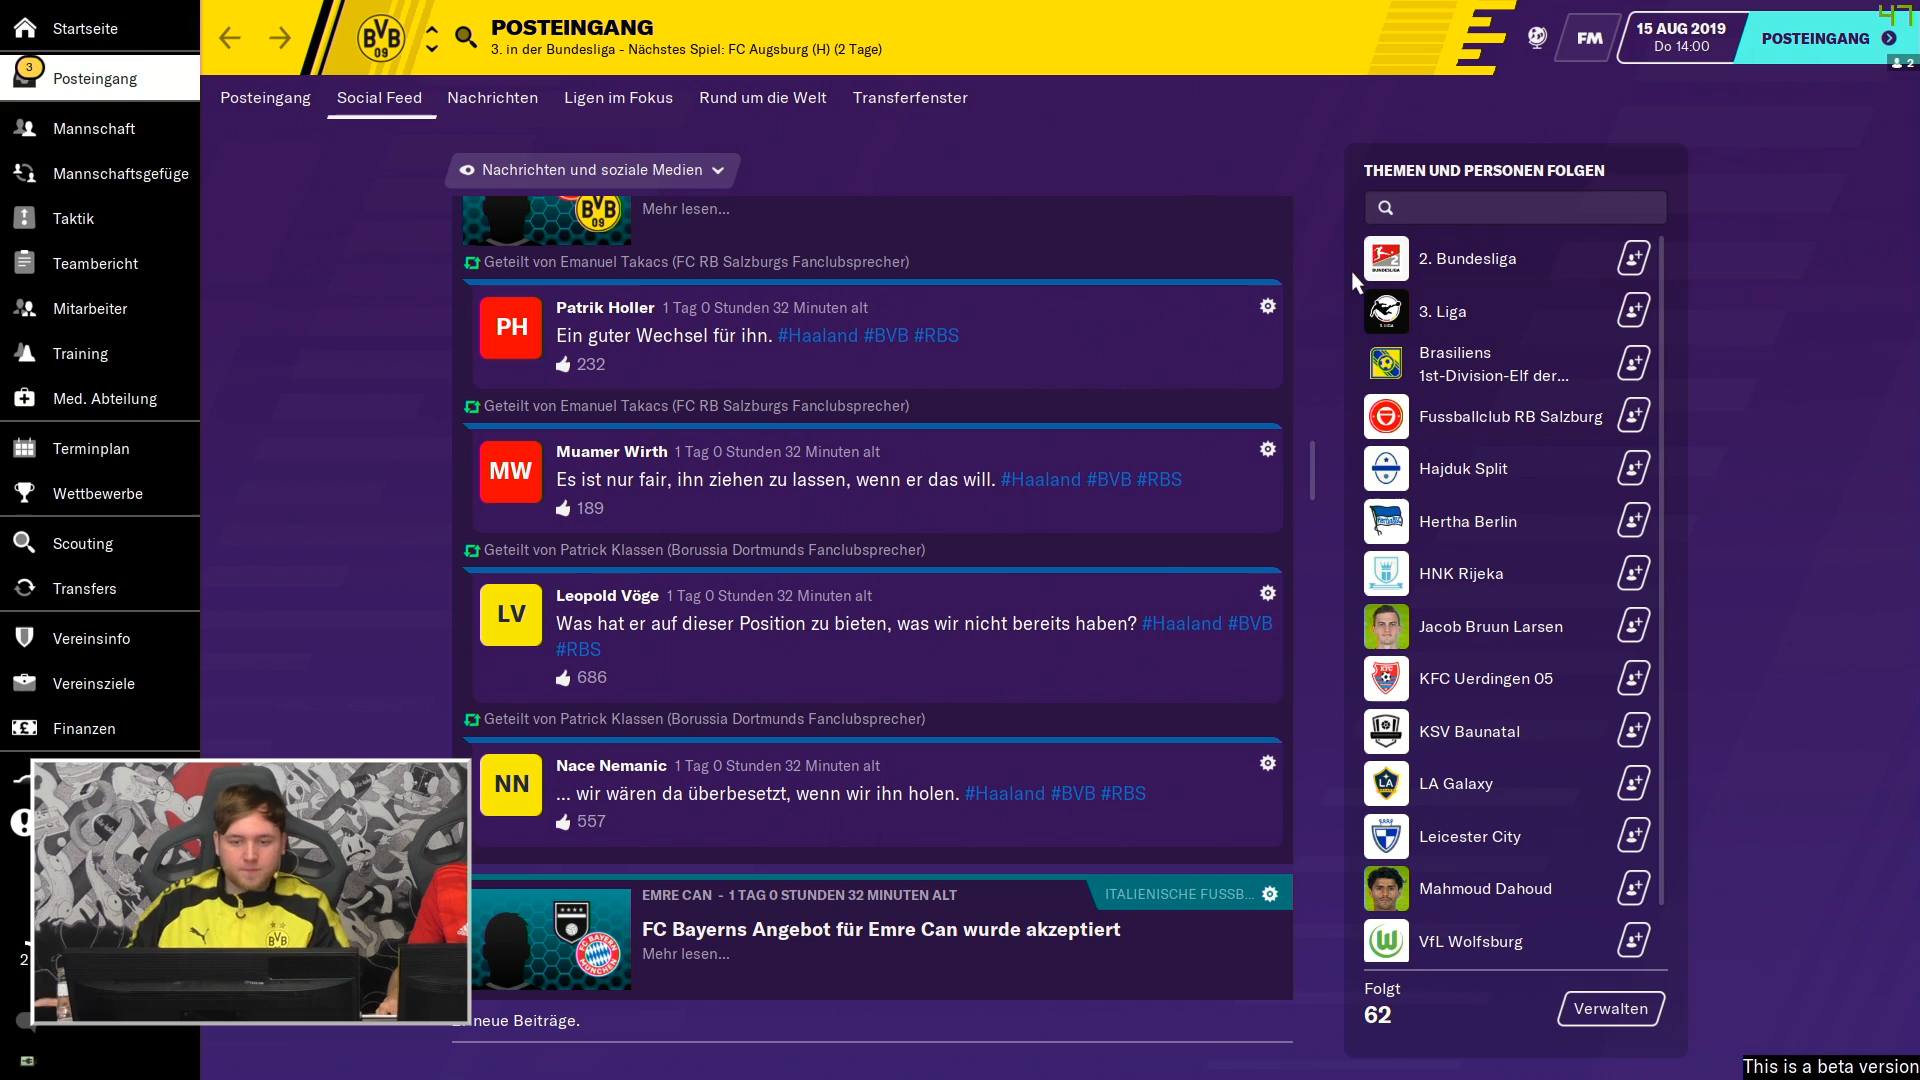 Startseite
3
Posteingang
Mannschaft
Mannschaftsgefüge
Taktik
Teambericht
Mitarbeiter
Training
Med. Abteilung
Terminplan
Wettbewerbe
Scouting
Transfers
Vereinsinfo
Vereinsziele
Finanzen
2
BVB
09
POSTEINGANG
3. in der Bundesliga - Nächstes Spiel: FC Augsburg (H) (2 Tage)
FM
15 AUG 2019
Do 14:00
POSTEINGANG
47
2
Posteingang
Social Feed
Nachrichten
Ligen im Fokus
Rund um die Welt
Transferfenster
Nachrichten und soziale Medien
BVB
09
Mehr lesen...
Geteilt von Emanuel Takacs (FC RB Salzburgs Fanclubsprecher)
PH
Patrik Holler 1 Tag 0 Stunden 32 Minuten alt
Ein guter Wechsel für ihn. #Haaland #BVB #RBS
232
Geteilt von Emanuel Takacs (FC RB Salzburgs Fanclubsprecher)
MW
Muamer Wirth 1 Tag 0 Stunden 32 Minuten alt
Es ist nur fair, ihn ziehen zu lassen, wenn er das will. #Haaland #BVB #RBS
189
Geteilt von Patrick Klassen (Borussia Dortmunds Fanclubsprecher)
LV
Leopold Vöge 1 Tag 0 Stunden 32 Minuten alt
Was hat er auf dieser Position zu bieten, was wir nicht bereits haben? #Haaland #BVB
#RBS
686
Geteilt von Patrick Klassen (Borussia Dortmunds Fanclubsprecher)
NN
Nace Nemanic 1 Tag 0 Stunden 32 Minuten alt
... wir wären da überbesetzt, wenn wir ihn holen. #Haaland #BVB #RBS
557
EMRE CAN - 1 TAG 0 STUNDEN 32 MINUTEN ALT
ITALIENISCHE FUSSB...
FC Bayerns Angebot für Emre Can wurde akzeptiert
Mehr lesen...
neue Beiträge.
THEMEN UND PERSONEN FOLGEN
2. Bundesliga
3. Liga
Brasiliens
1st-Division-Elf der...
Fussballclub RB Salzburg
Hajduk Split
Hertha Berlin
HNK Rijeka
Jacob Bruun Larsen
KFC Uerdingen 05
KSV Baunatal
LA Galaxy
Leicester City
Mahmoud Dahoud
VfL Wolfsburg
Folgt
62
Verwalten
This is a beta version